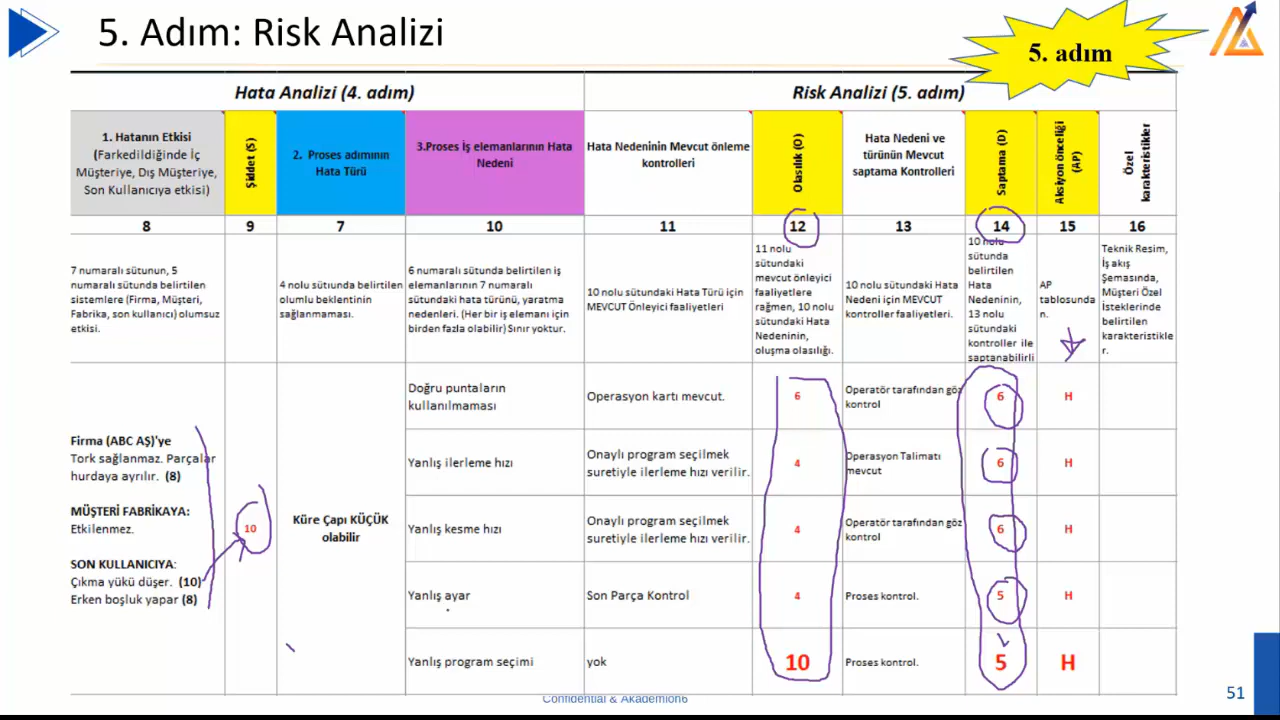 5. Adım: Risk Analizi
5. adım
Hata Analizi (4. adım)
Risk Analizi (5. adım)
1. Hatanın Etkisi
(Farkedildiğinde İç
Müşteriye, Dış Müşteriye,
Son Kullanıcıya etkisi)
Şiddet (Ş)
2. Proses adımının
Hata Türü
3.Proses İş elemanlarının Hata
Nedeni
Hata Nedeninin Mevcut önleme
kontrolleri
Olasılık (O)
Hata Nedeni ve
türünün Mevcut
saptama Kontrolleri
Saptama (D)
Aksiyon önceliği
(AP)
Özel
karakteristikler
8
9
7
10
11
12
13
14
15
16
7 numaralı sütunun, 5
numaralı sütunda belirtilen
sistemlere (Firma, Müşteri,
Fabrika, son kullanıcı) olumsuz
etkisi.
4 nolu sütıunda belirtilen
olumlu beklentinin
sağlanmaması.
6 numaralı sütunda belirtilen iş
elemanlarının 7 numaralı
sütundaki hata türünü, yaratma
nedenleri. (Her bir iş elemanı için
birden fazla olabilir) Sınır yoktur.
10 nolu sütundaki Hata Türü için
MEVCUT Önleyici faaliyetleri
11 nolu
sütundaki
mevcut önleyici
faaliyetlere
rağmen, 10 nolu
sütundaki Hata
Nedeninin,
oluşma olasılığı.
10 nolu sütundaki Hata
Nedeni için MEVCUT
kontroller faaliyetleri.
10 nolu
sütunda
belirtilen
Hata
Nedeninin,
13 nolu
sütundaki
kontroller ile
saptanabilirli
AP
tablosunda
n.
Teknik Resim,
İş akış
Şemasında,
Müşteri Özel
İsteklerinde
belirtilen
karakteristikle
r.
Firma (ABC AŞ)'ye
Tork sağlanmaz. Parçalar
hurdaya ayrılır. (8)
MÜŞTERİ FABRİKAYA:
Etkilenmez.
SON KULLANICIYA:
Çıkma yükü düşer. (10)
Erken boşluk yapar (8)
10
Küre Çapı KÜÇÜK
olabilir
Doğru puntaların
kullanılmaması
Operasyon kartı mevcut.
6
Operatör tarafından göz
kontrol
6
H
Yanlış ilerleme hızı
Onaylı program seçilmek
suretiyle ilerleme hızı verilir.
4
Operasyon Talimatı
mevcut
6
H
Yanlış kesme hızı
Onaylı program seçilmek
suretiyle ilerleme hızı verilir.
4
Operatör tarafından göz
kontrol
6
H
Yanlış ayar
Son Parça Kontrol
4
Proses kontrol.
5
H
Yanlış program seçimi
yok
10
Proses kontrol.
5
H
Confidential & Akademion6
51